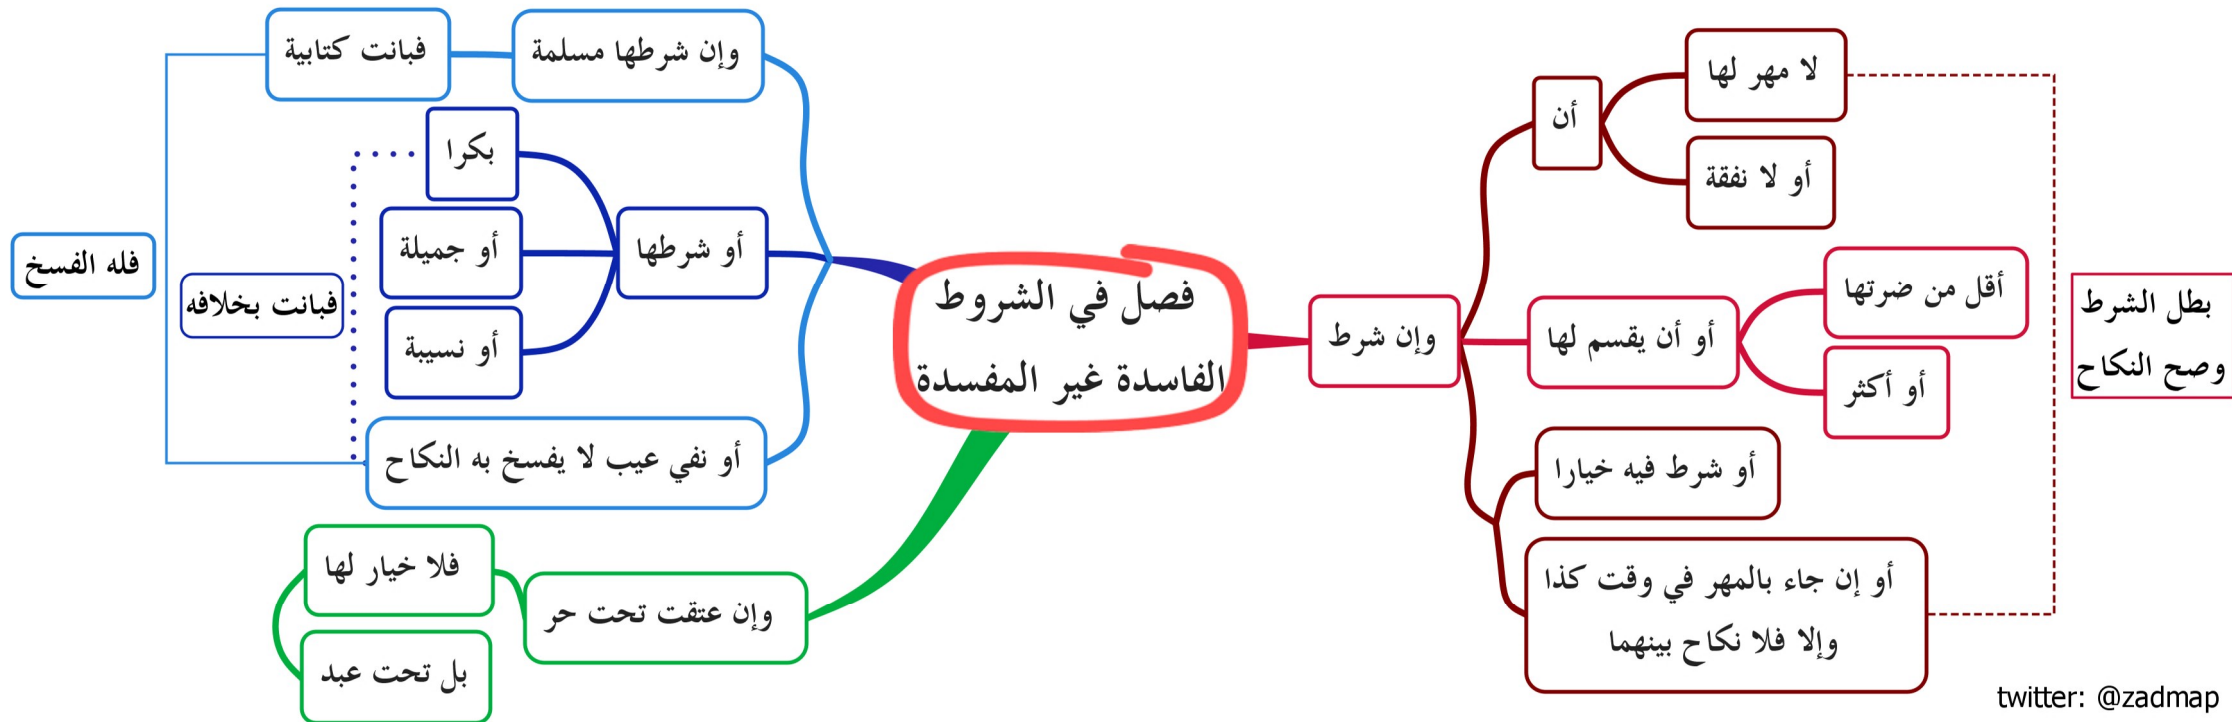 فصل في الشروط
الفاسدة غير المفسدة
وإن شرط
أن
لا مهر لها
أو لا نفقة
أو أن يقسم لها
أقل من ضرتها
أو أكثر
أو شرط فيه خيارا
أو إن جاء بالمهر في وقت كذا
وإلا فلا نكاح بينهما
بطل الشرط
وصح النكاح
وإن شرطها مسلمة
فبانت كتابية
أو شرطها
بكرا
أو جميلة
أو نسيبة
فبانت بخلافه
أو نفي عيب لا يفسخ به النكاح
فله الفسخ
وإن عتقت تحت حر
فلا خيار لها
بل تحت عبد
twitter: @zadmap